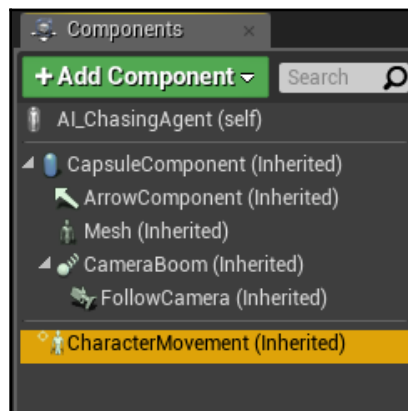 Components
+Add Component
Search
AI_ChasingAgent (self)
CapsuleComponent (Inherited)
ArrowComponent (Inherited)
Mesh (Inherited)
CameraBoom (Inherited)
FollowCamera (Inherited)
CharacterMovement (Inherited)